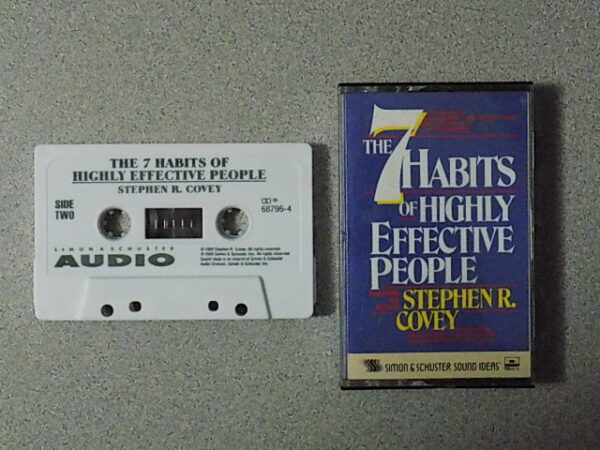 THE 7 HABITS OF
HIGHLY EFFECTIVE PEOPLE
STEPHEN R. COVEY
SIDE
TWO
68796-4
SIMON & SCHUSTER
AUDIO
THE 7 HABITS
OF HIGHLY
EFFECTIVE
PEOPLE
STEPHEN R.
COVEY
SIMON & SCHUSTER SOUND IDEAS